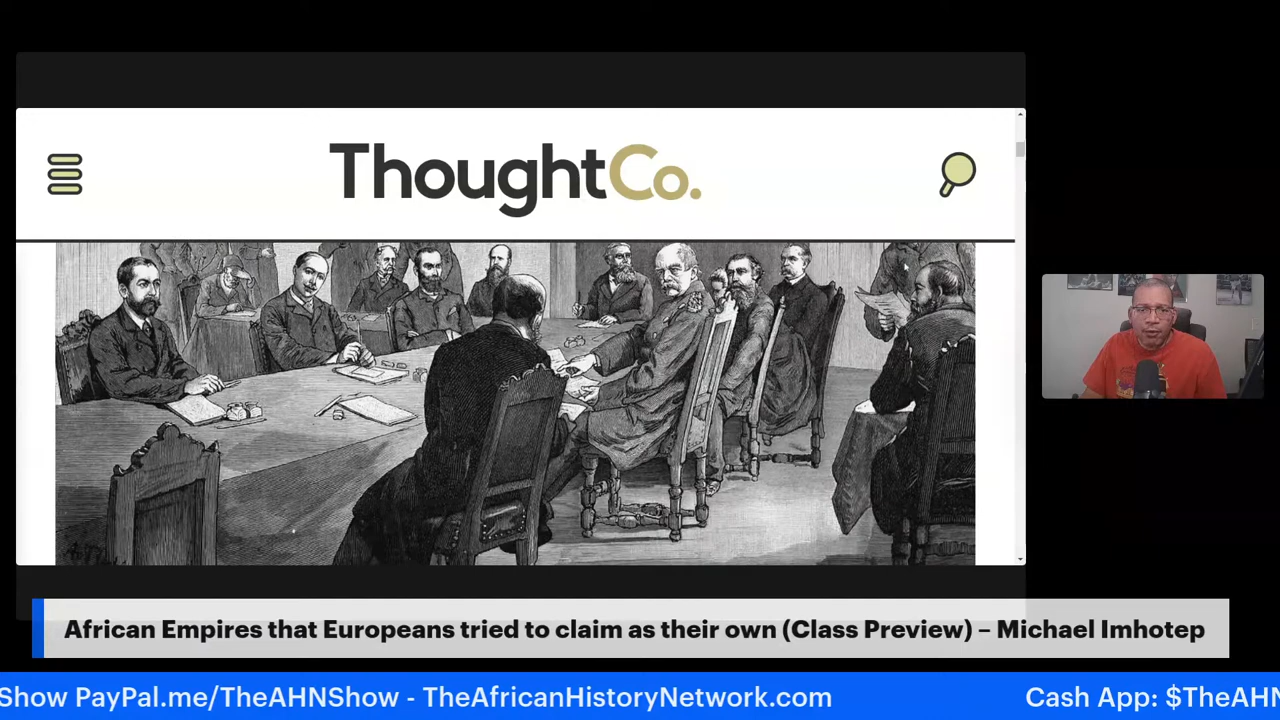 ThoughtCo.
African Empires that Europeans tried to claim as their own (Class Preview) – Michael Imhotep
Show PayPal.me/TheAHNShow - TheAfricanHistoryNetwork.com
Cash App: $TheAHN